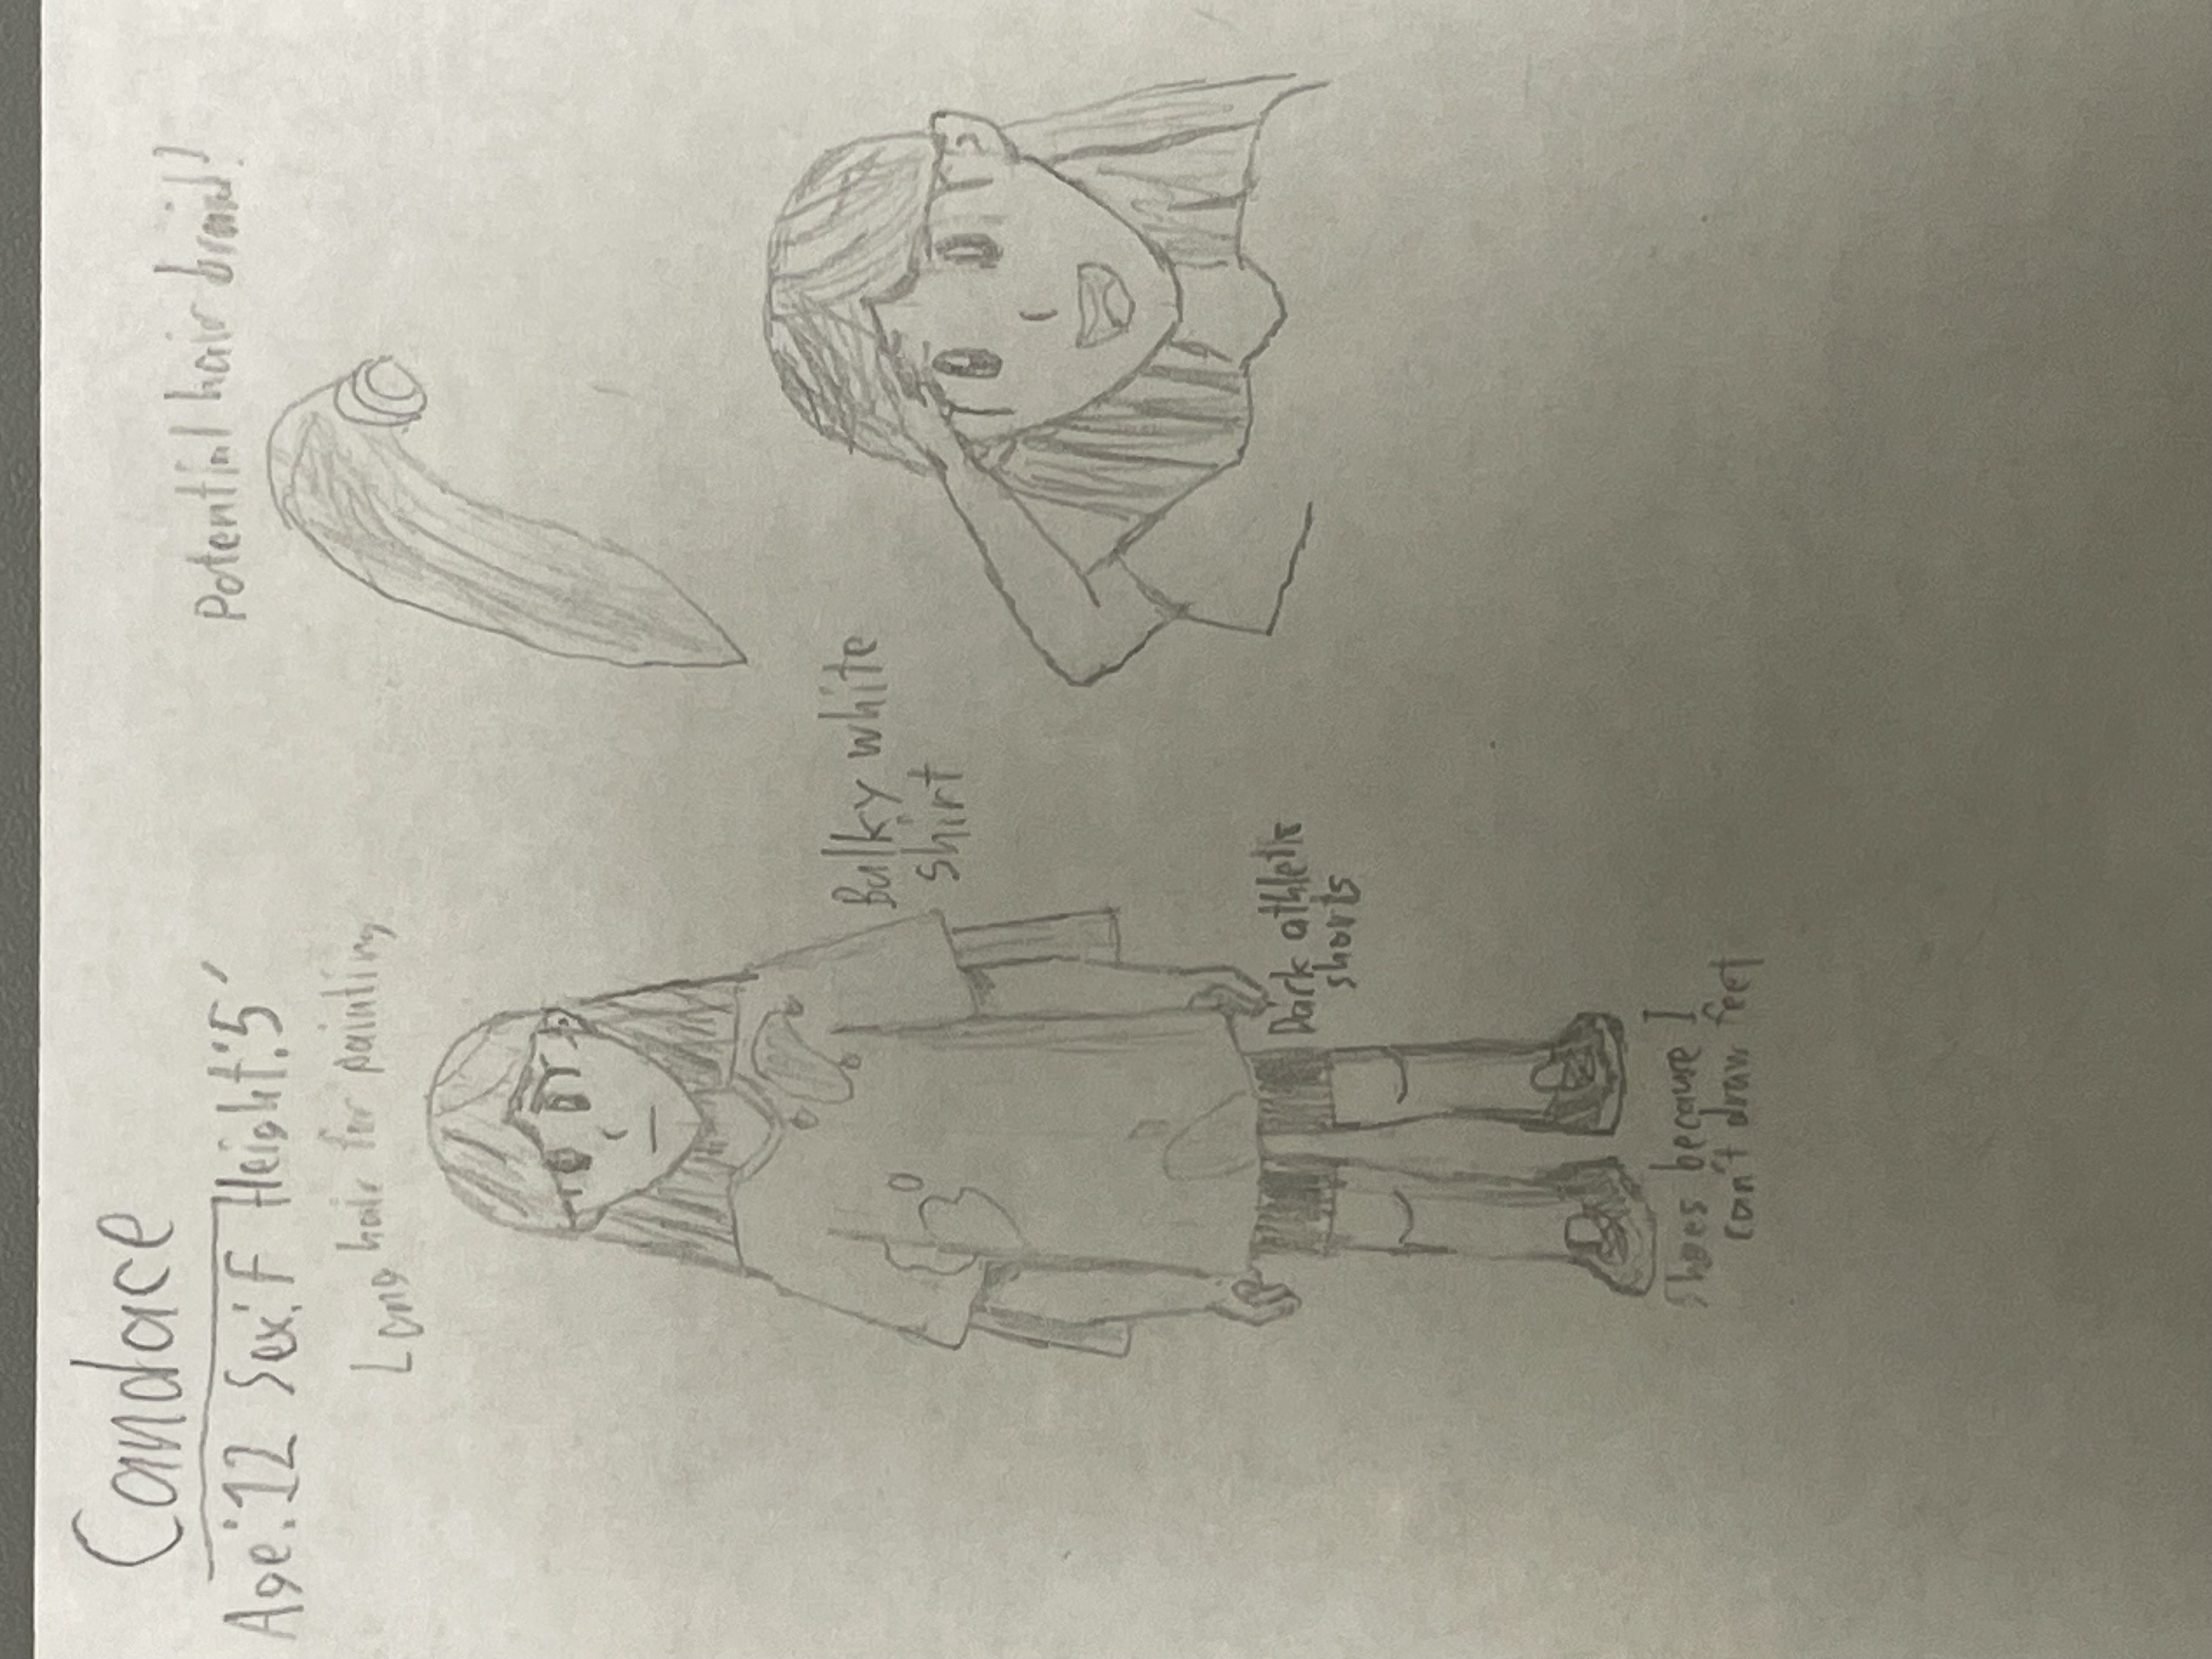 Candace
Age:12 Sex:F Height:5'
Potential hair braid?
Long hair for painting
Bulky white
shirt
Dark athletic
shorts
Shoes because I
can't draw feet